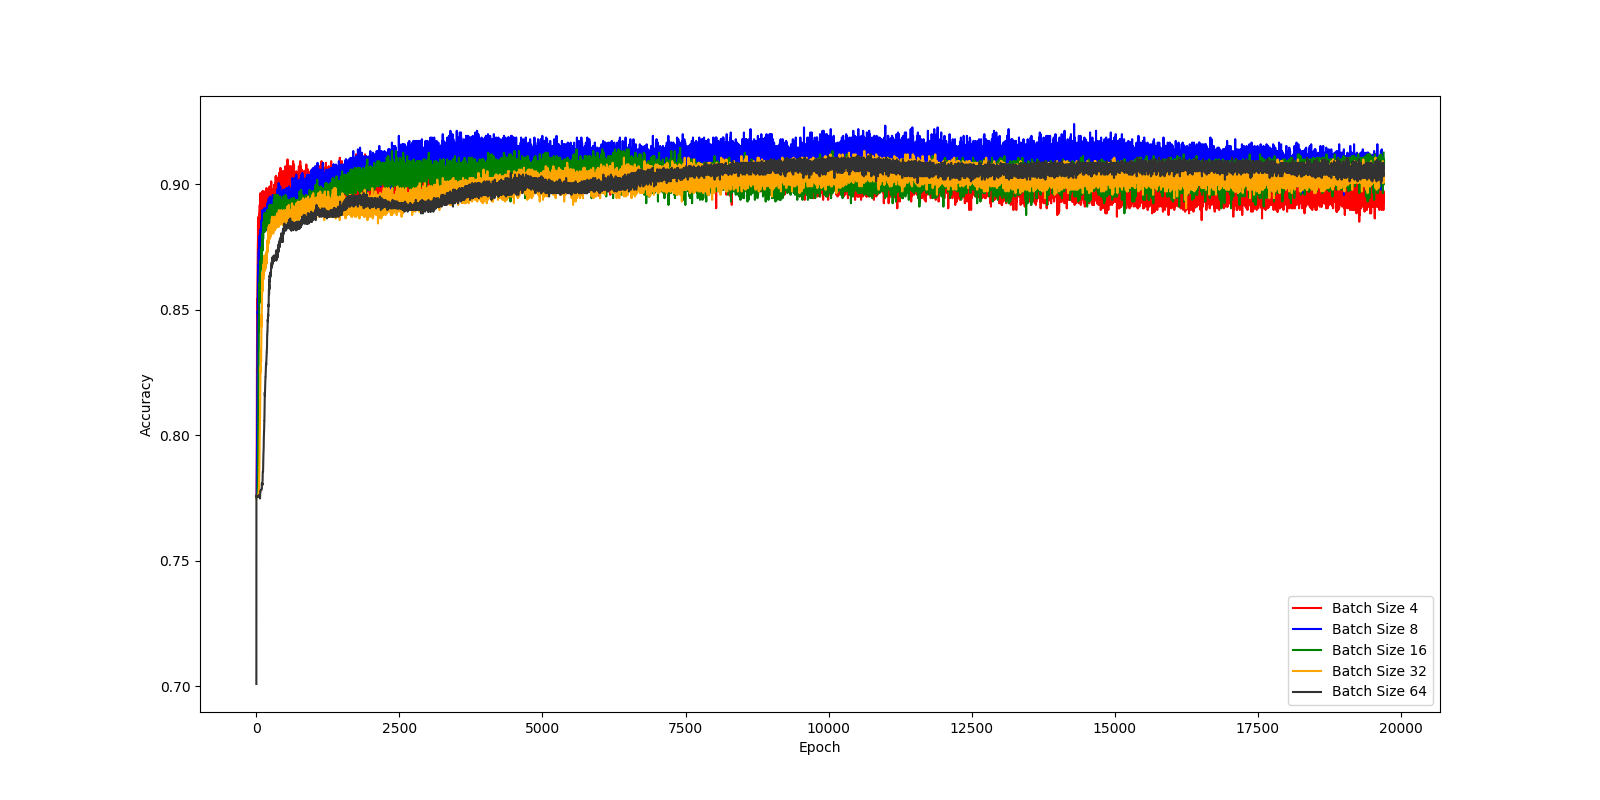 0.90
0.85
0.80
0.75
0.70
Accuracy
0
2500
5000
7500
10000
12500
15000
17500
20000
Epoch
Batch Size 4
Batch Size 8
Batch Size 16
Batch Size 32
Batch Size 64